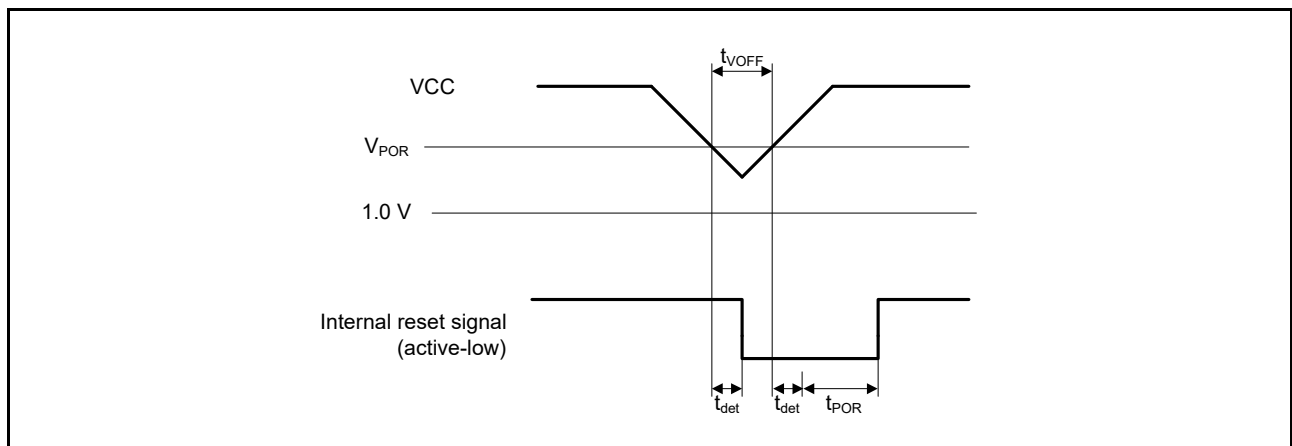 tVOFF
VCC
VPOR
1.0 V
Internal reset signal
(active-low)
tdet
tdet
tPOR